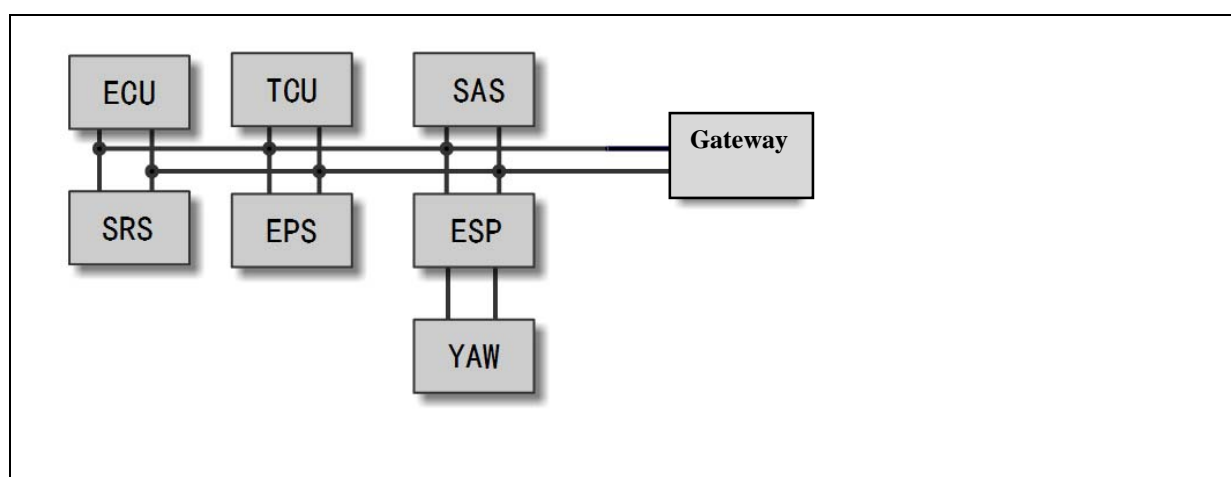 ECU
TCU
SAS
Gateway
SRS
EPS
ESP
YAW